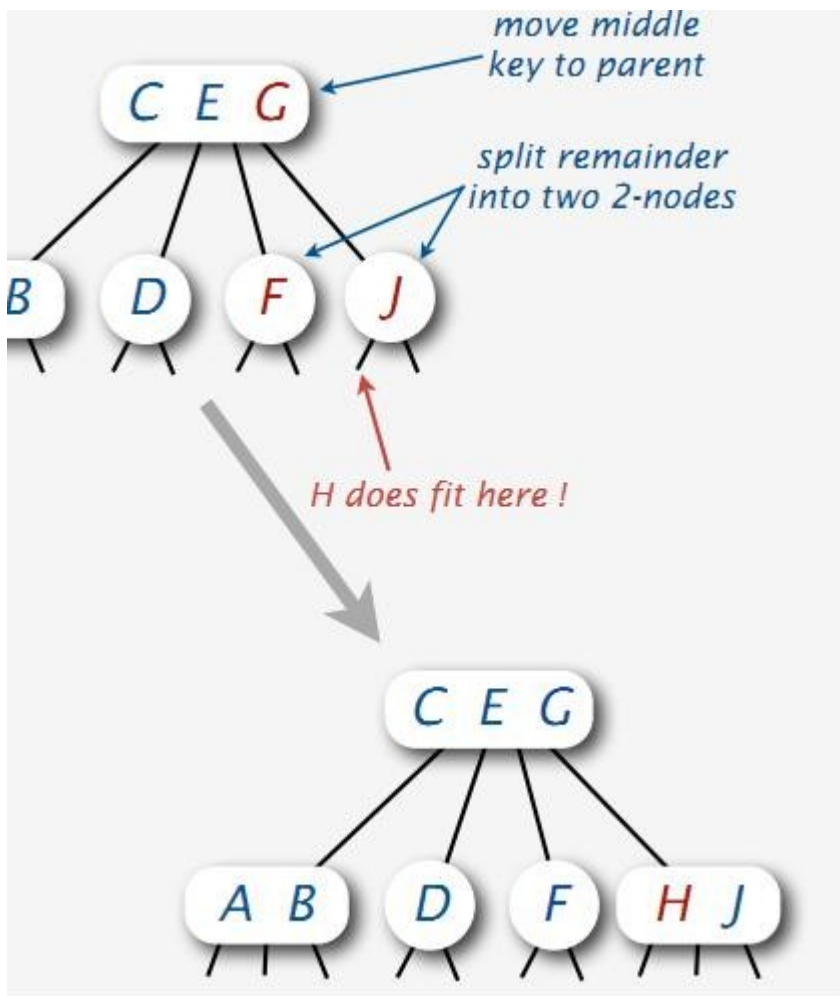 move middle
key to parent
C E G
split remainder
into two 2-nodes
B D F J
H does fit here !
C E G
A B D F H J